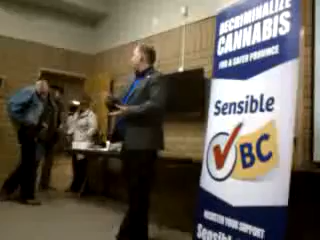 DECRIMINALIZE
CANNABIS
FOR A SAFER PROVINCE
Sensible
BC
REGISTER YOUR SUPPORT